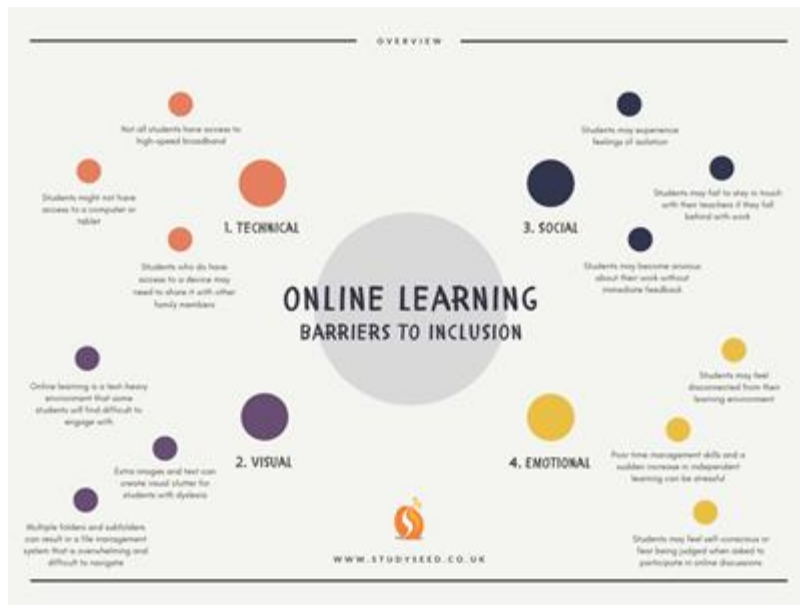 OVERVIEW
Not all students have access to
high-speed broadband
Students might not have
access to a computer or
tablet
1. TECHNICAL
Students who do have
access to a device may
need to share it with other
family members
Students may experience
feelings of isolation
Students may fail to stay in touch
with their teachers if they fall
behind with work
3. SOCIAL
Students may become anxious
about their work without
immediate feedback
ONLINE LEARNING
BARRIERS TO INCLUSION
Online learning is a text-heavy
environment that some
students will find difficult to
engage with
2. VISUAL
Extra images and text can
create visual clutter for
students with dyslexia
Multiple folders and subfolders
can result in a file management
system that is overwhelming and
difficult to navigate
Students may feel
disconnected from their
learning environment
4. EMOTIONAL
Poor time management skills and a
sudden increase in independent
learning can be stressful
Students may feel self-conscious or
fear being judged when asked to
participate in online discussions
WWW.STUDYSEED.CO.UK